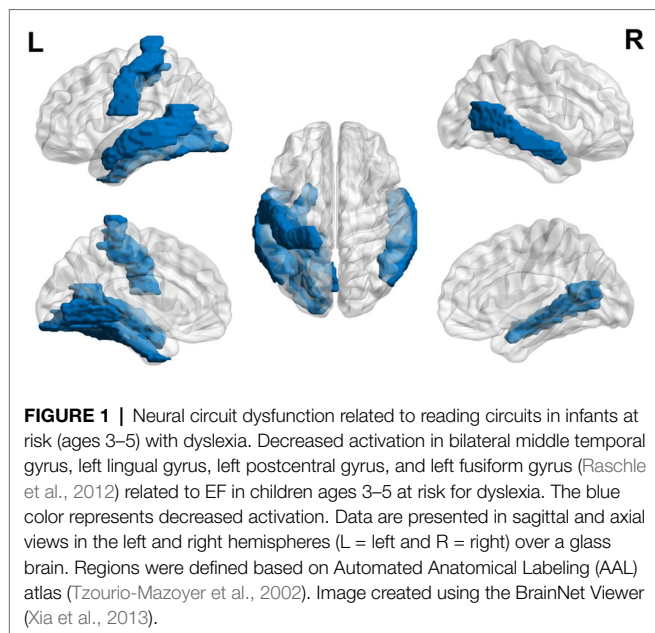 L
R
FIGURE 1 | Neural circuit dysfunction related to reading circuits in infants at
risk (ages 3–5) with dyslexia. Decreased activation in bilateral middle temporal
gyrus, left lingual gyrus, left postcentral gyrus, and left fusiform gyrus (Raschle
et al., 2012) related to EF in children ages 3–5 at risk for dyslexia. The blue
color represents decreased activation. Data are presented in sagittal and axial
views in the left and right hemispheres (L = left and R = right) over a glass
brain. Regions were defined based on Automated Anatomical Labeling (AAL)
atlas (Tzourio-Mazoyer et al., 2002). Image created using the BrainNet Viewer
(Xia et al., 2013).